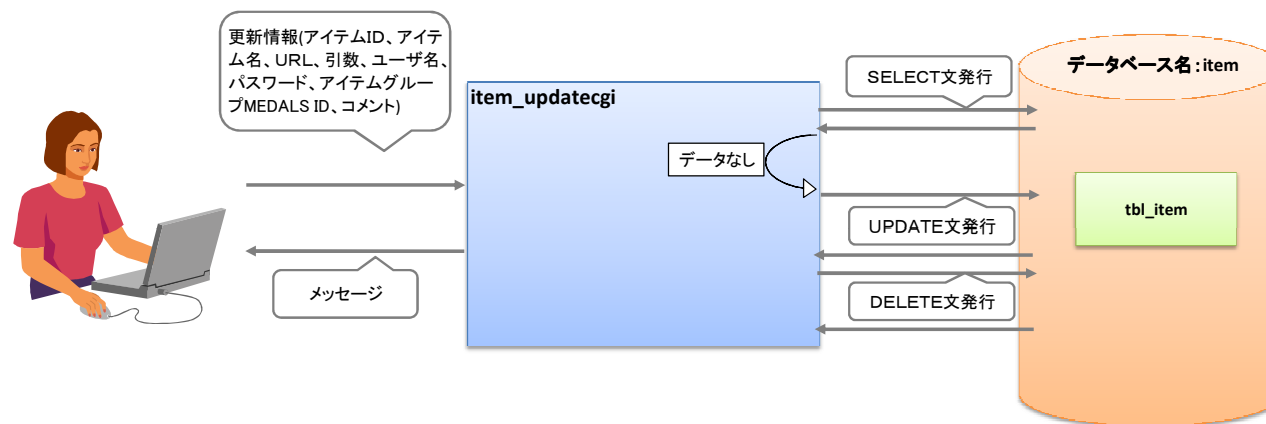 更新情報(アイテムID、アイテ
ム名、URL、引数、ユーザ名、
パスワード、アイテムグルー
プMEDALS ID、コメント)
item_updatecgi
SELECT文発行
データベース名:item
データなし
tbl_item
UPDATE文発行
メッセージ
DELETE文発行